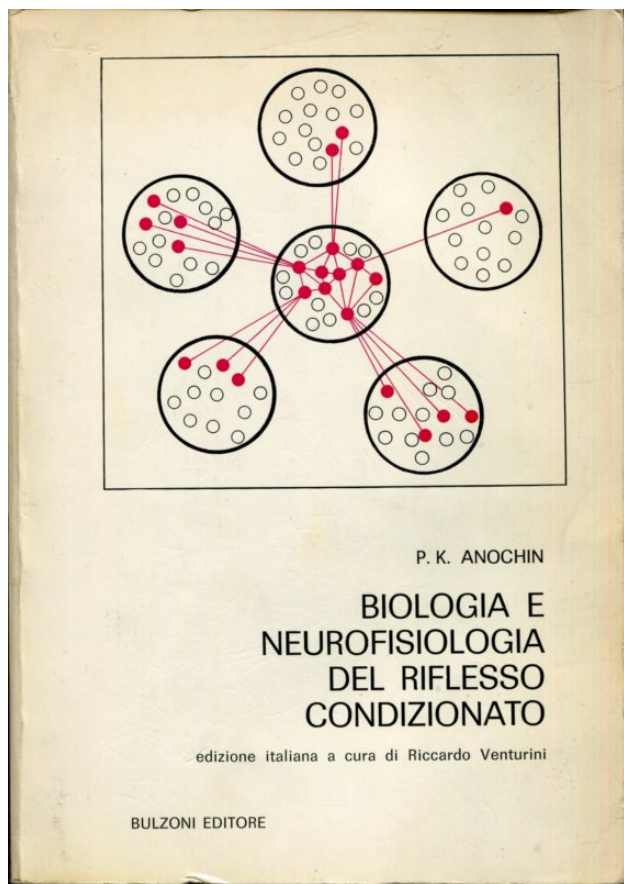 P. K. ANOCHIN
BIOLOGIA E
NEUROFISIOLOGIA
DEL RIFLESSO
CONDIZIONATO
edizione italiana a cura di Riccardo Venturini
BULZONI EDITORE